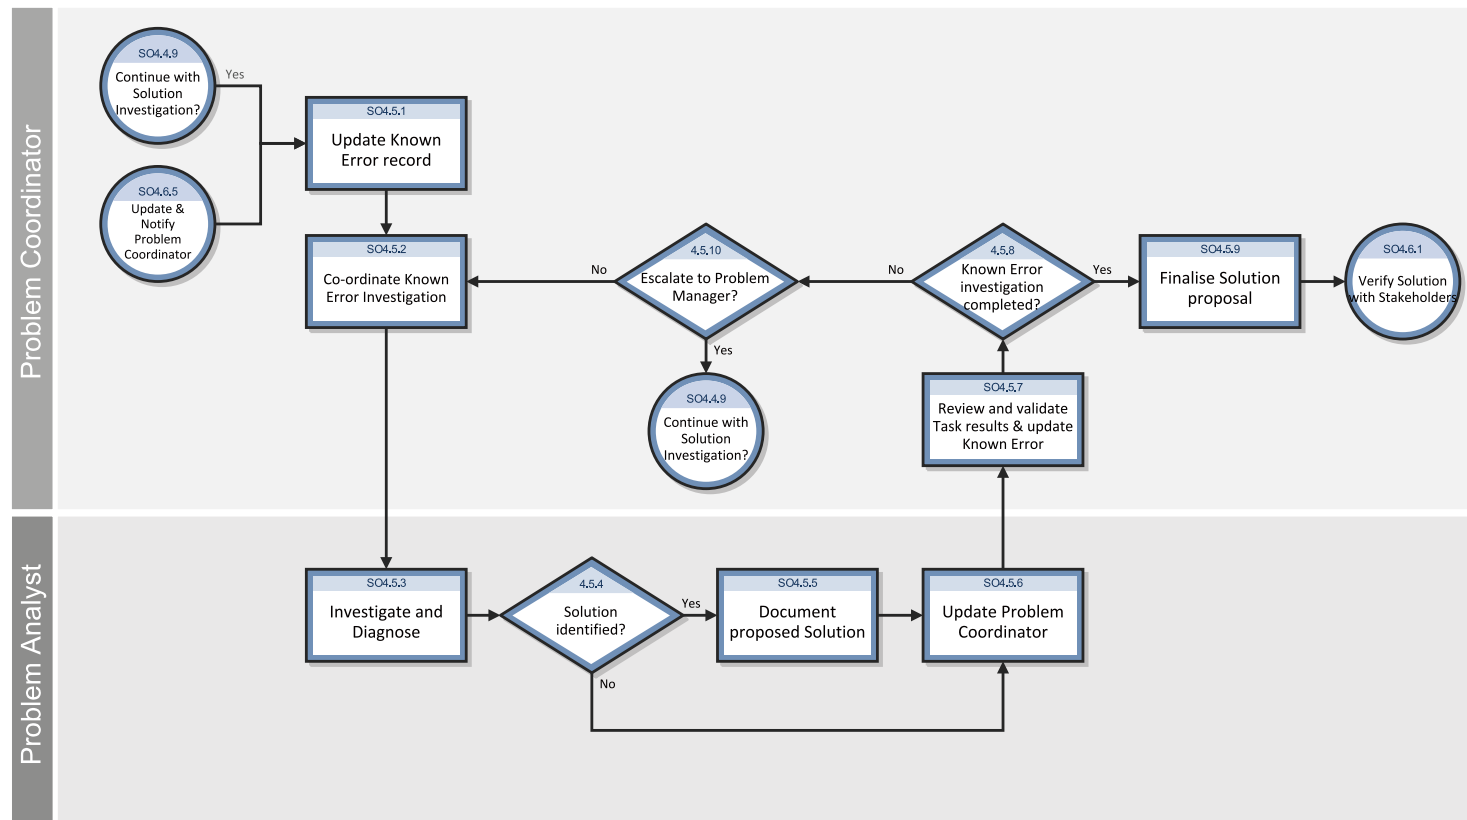 Problem Coordinator
SO4.4.9
Continue with
Solution
Investigation?
Yes
SO4.6.5
Update &
Notify
Problem
Coordinator
SO4.5.1
Update Known
Error record
SO4.5.2
Co-ordinate Known
Error Investigation
No
4.5.10
Escalate to Problem
Manager?
Yes
SO4.4.9
Continue with
Solution
Investigation?
No
4.5.8
Known Error
investigation
completed?
Yes
SO4.5.9
Finalise Solution
proposal
SO4.6.1
Verify Solution
with Stakeholders
SO4.5.7
Review and validate
Task results & update
Known Error
Problem Analyst
SO4.5.3
Investigate and
Diagnose
4.5.4
Solution
identified?
Yes
No
SO4.5.5
Document
proposed Solution
SO4.5.6
Update Problem
Coordinator